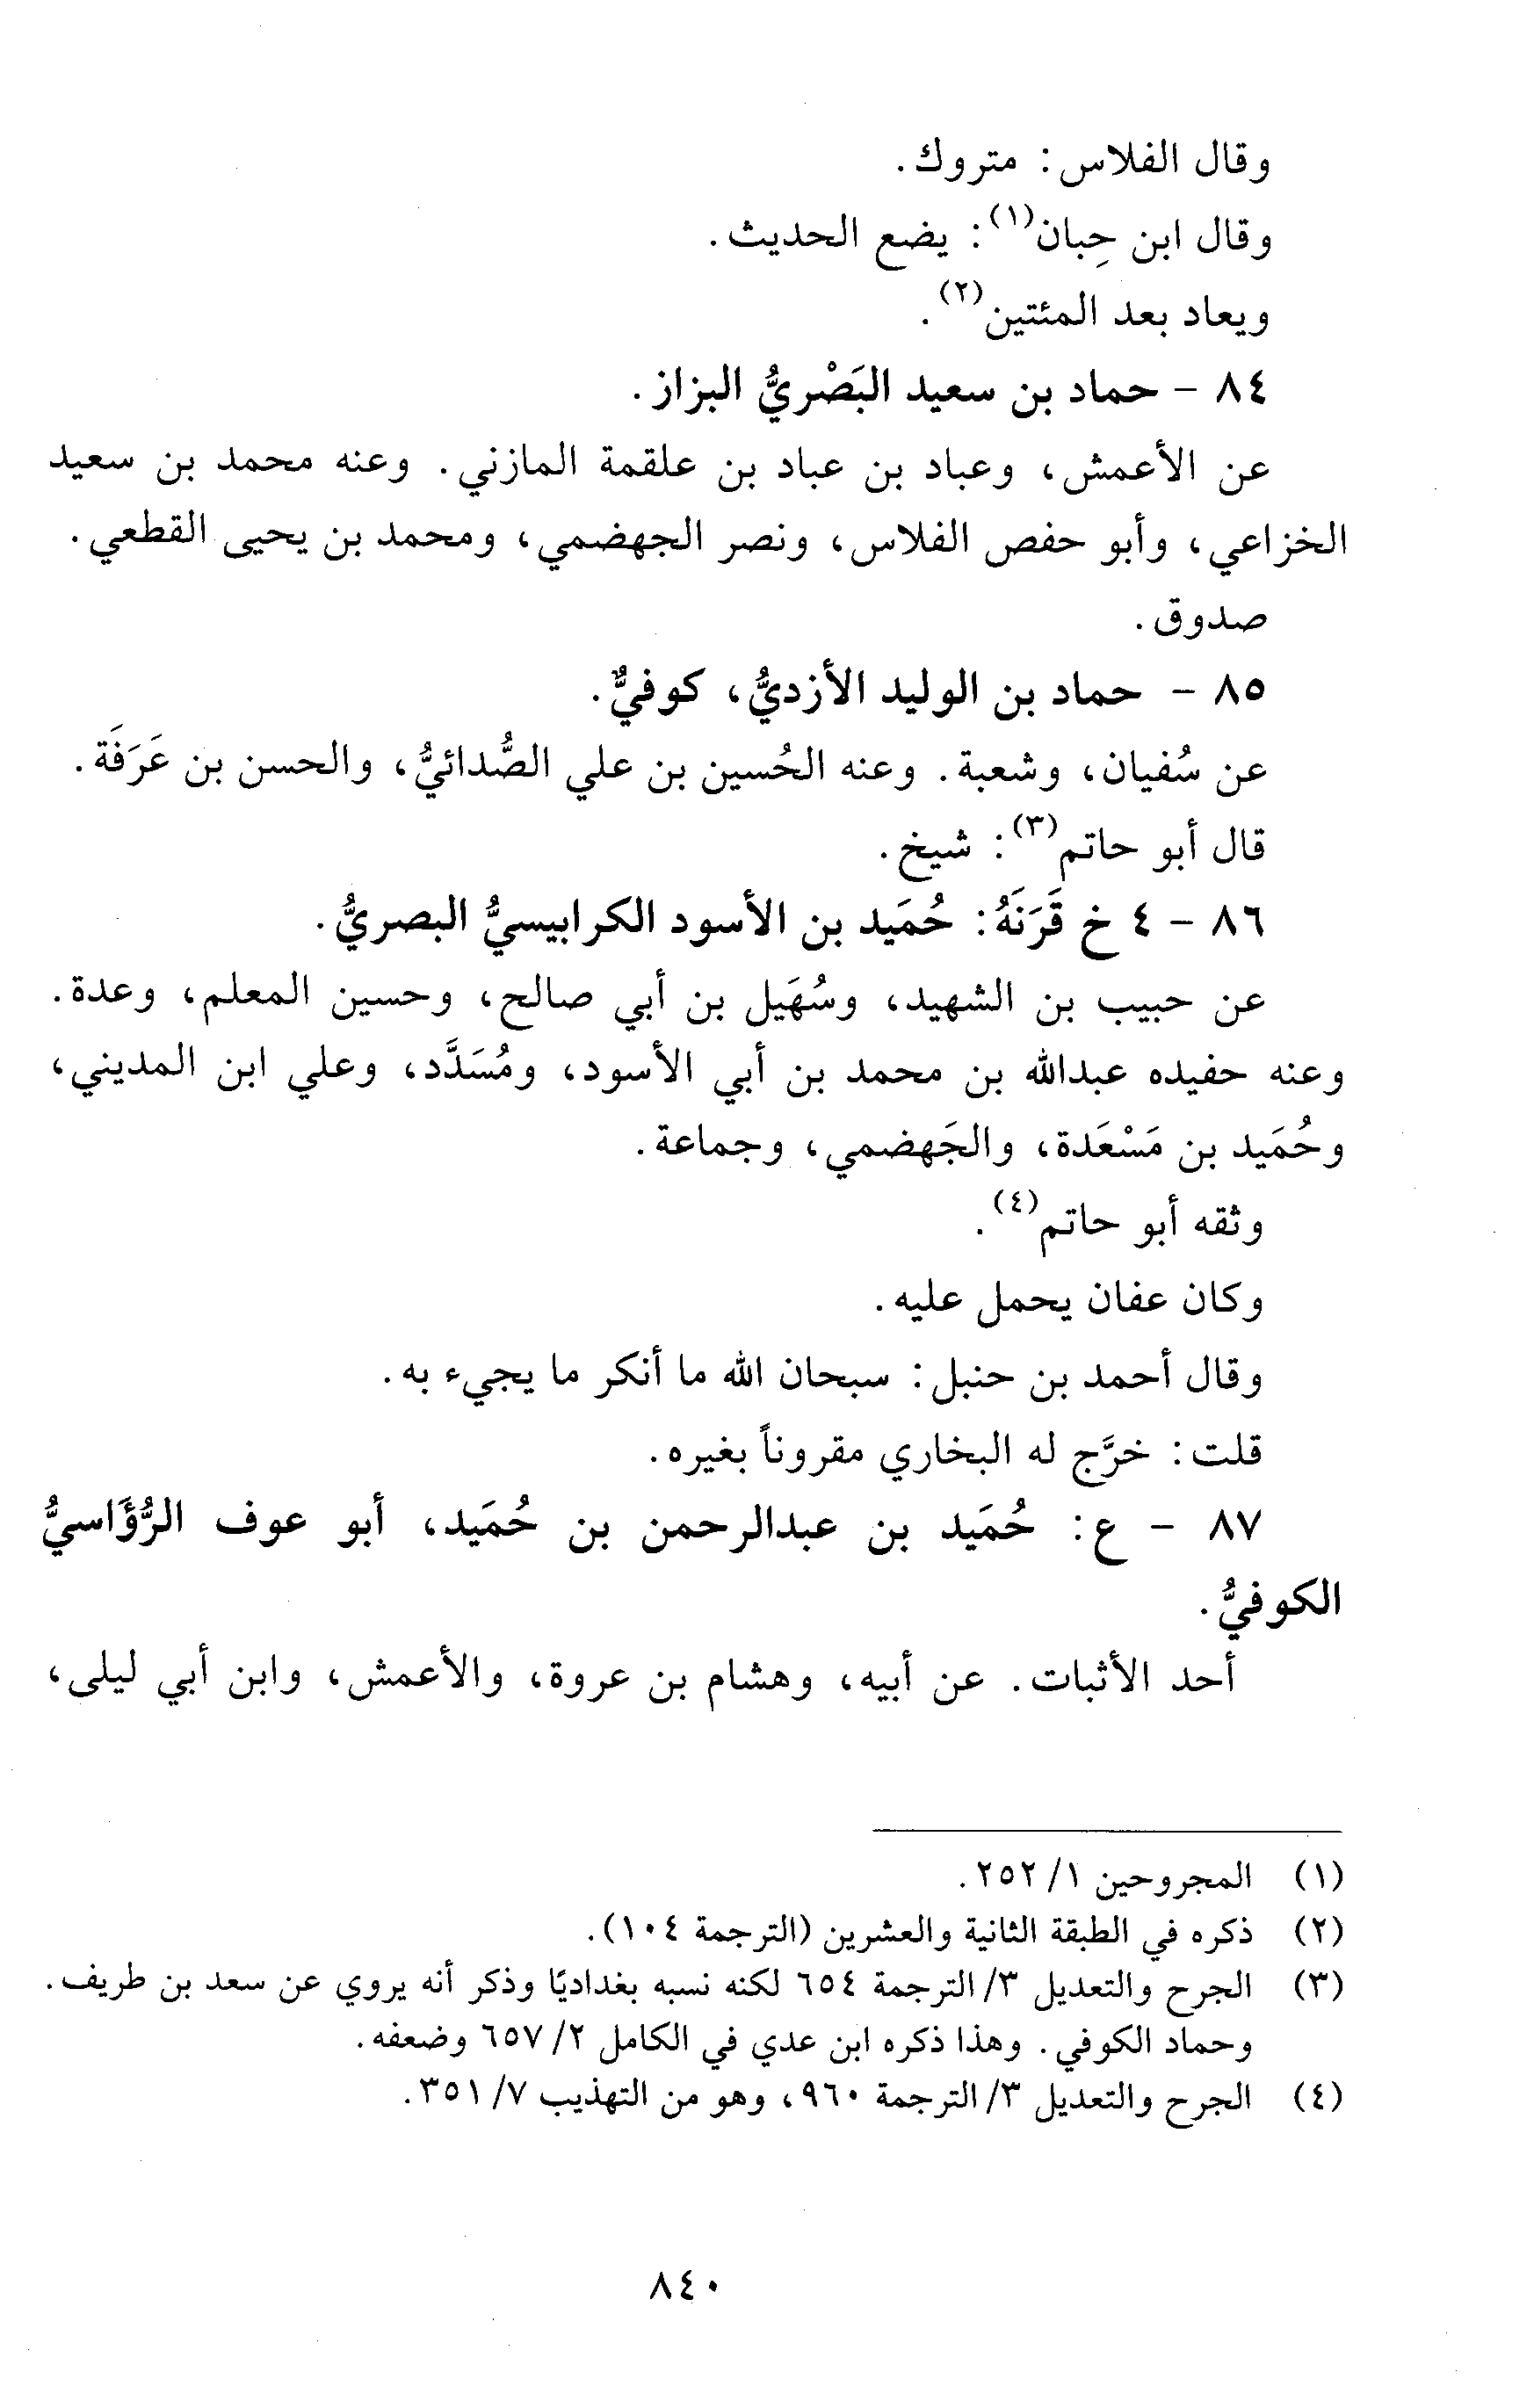 وقال الفلاس: متروك.
وقال ابن حِبان(١): يضع الحديث.
ويعاد بعد المئتين(٢).
٨٤ - حماد بن سعيد البَصْريُّ البزاز.
عن الأعمش، وعباد بن عباد بن علقمة المازني. وعنه محمد بن سعيد
الخزاعي، وأبو حفص الفلاس، ونصر الجهضمي، ومحمد بن يحيى القطعي.
صدوق.
٨٥ - حماد بن الوليد الأزديُّ، كوفيٌّ.
عن سُفيان، وشعبة. وعنه الحُسين بن علي الصُّدائيُّ، والحسن بن عَرَفَة.
قال أبو حاتم(٣): شيخ.
٨٦ - ٤ خ قَرَنَهُ: حُمَيد بن الأسود الكرابيسيُّ البصريُّ.
عن حبيب بن الشهيد، وسُهَيل بن أبي صالح، وحسين المعلم، وعدة.
وعنه حفيده عبدالله بن محمد بن أبي الأسود، ومُسَدَّد، وعلي ابن المديني،
وحُمَيد بن مَسْعَدة، والجَهضمي، وجماعة.
وثقه أبو حاتم(٤).
وكان عفان يحمل عليه.
وقال أحمد بن حنبل: سبحان الله ما أنكر ما يجيء به.
قلت: خرَّج له البخاري مقروناً بغيره.
٨٧ - ع: حُمَيد بن عبدالرحمن بن حُمَيد، أبو عوف الرُّؤَاسيُّ
الكوفيُّ.
أحد الأثبات. عن أبيه، وهشام بن عروة، والأعمش، وابن أبي ليلى،
(١) المجروحين ١/ ٢٥٢.
(٢) ذكره في الطبقة الثانية والعشرين (الترجمة ١٠٤).
(٣) الجرح والتعديل ٣/ الترجمة ٦٥٤ لكنه نسبه بغداديًا وذكر أنه يروي عن سعد بن طريف.
وحماد الكوفي. وهذا ذكره ابن عدي في الكامل ٢/ ٦٥٧ وضعفه.
(٤) الجرح والتعديل ٣/ الترجمة ٩٦٠، وهو من التهذيب ٧/ ٣٥١.
٨٤٠